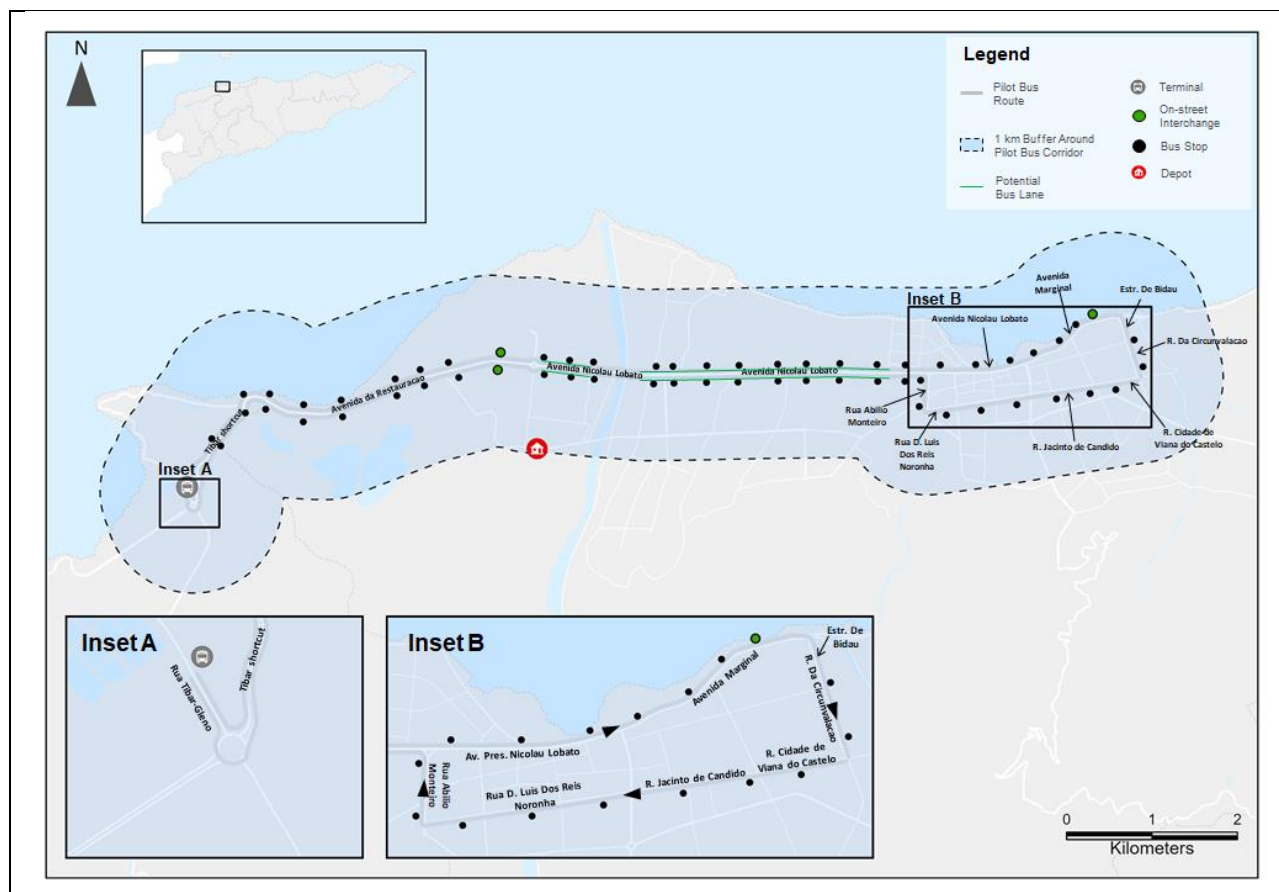 N
Legend
Pilot Bus
Route
1 km Buffer Around
Pilot Bus Corridor
Potential
Bus Lane
Terminal
On-street
Interchange
Bus Stop
Depot
Inset B
Avenida
Marginal
Estr. De Bidau
Avenida Nicolau Lobato
R. Da Circunvalacao
Avenida Nicolau Lobato
Avenida Nicolau Lobato
Avenida da Restauracao
Tibar shortcut
Inset A
Rua Abilio
Monteiro
Rua D. Luis
Dos Reis
Noronha
R. Jacinto de Candido
R. Cidade de
Viana do Castelo
Inset A
Rua Tibar-Gleno
Tibar shortcut
Inset B
Estr. De
Bidau
Avenida Marginal
R. Da Circunvalacao
Av. Pres. Nicolau Lobato
R. Cidade de
Viana do Castelo
Rua Abilio
Monteiro
R. Jacinto de Candido
Rua D. Luis Dos Reis
Noronha
0 1 2
Kilometers